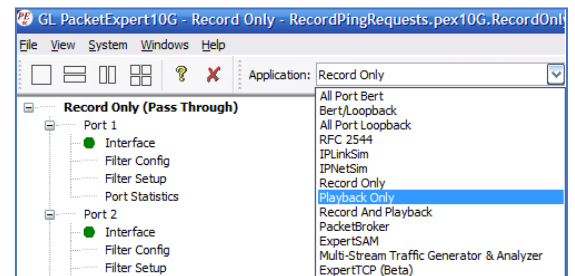 GL PacketExpert10G - Record Only - RecordPingRequests.pex10G.RecordOnl
File View System Windows Help
Application: Record Only
Record Only (Pass Through)
Port 1
Interface
Filter Config
Filter Setup
Port Statistics
Port 2
Interface
Filter Config
Filter Setup
All Port Bert
Bert/Loopback
All Port Loopback
RFC 2544
IPLinkSim
IPNetSim
Record Only
Playback Only
Record And Playback
PacketBroker
ExpertSAM
Multi-Stream Traffic Generator & Analyzer
ExpertTCP (Beta)